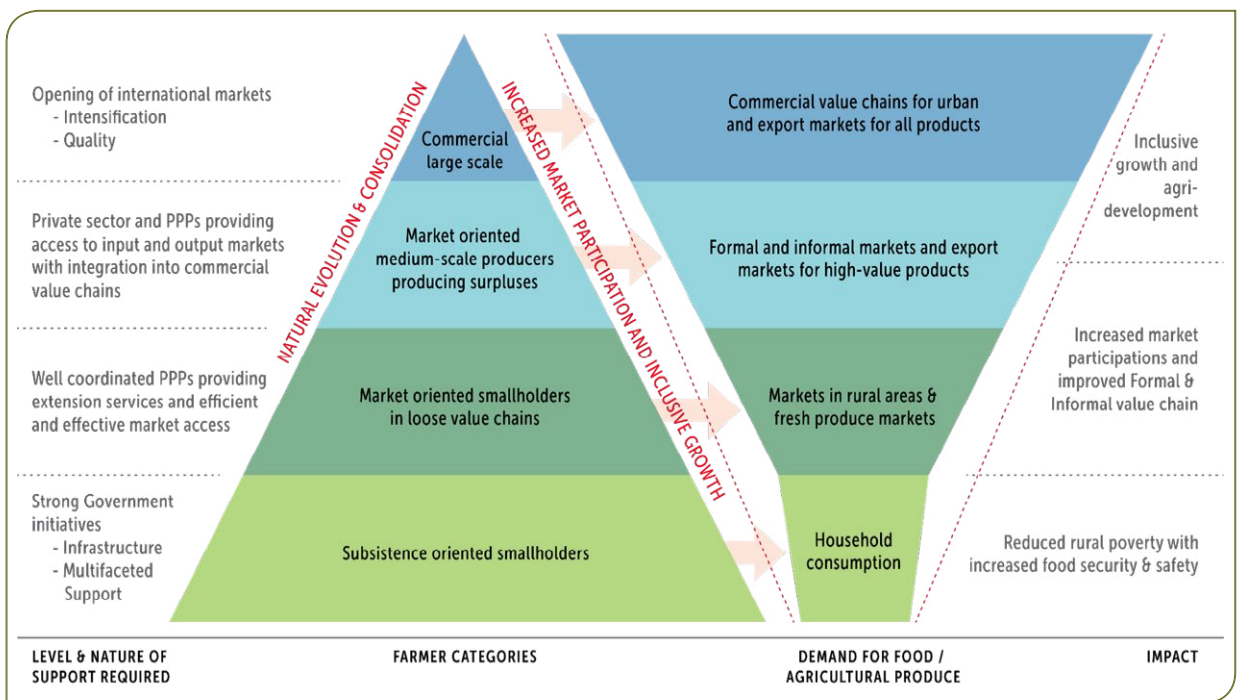 Opening of international markets
- Intensification
- Quality
Private sector and PPPs providing
access to input and output markets
with integration into commercial
value chains
Well coordinated PPPs providing
extension services and efficient
and effective market access
Strong Government
initiatives
- Infrastructure
- Multifaceted
Support
NATURAL EVOLUTION & CONSOLIDATION
Commercial
large scale
Market oriented
medium-scale producers
producing surpluses
Market oriented smallholders
in loose value chains
Subsistence oriented smallholders
INCREASED MARKET PARTICIPATION AND INCLUSIVE GROWTH
Commercial value chains for urban
and export markets for all products
Formal and informal markets and export
markets for high-value products
Markets in rural areas &
fresh produce markets
Household
consumption
Inclusive
growth and
agri-
development
Increased market
participations and
improved Formal &
Informal value chain
Reduced rural poverty with
increased food security & safety
LEVEL & NATURE OF
SUPPORT REQUIRED
FARMER CATEGORIES
DEMAND FOR FOOD /
AGRICULTURAL PRODUCE
IMPACT